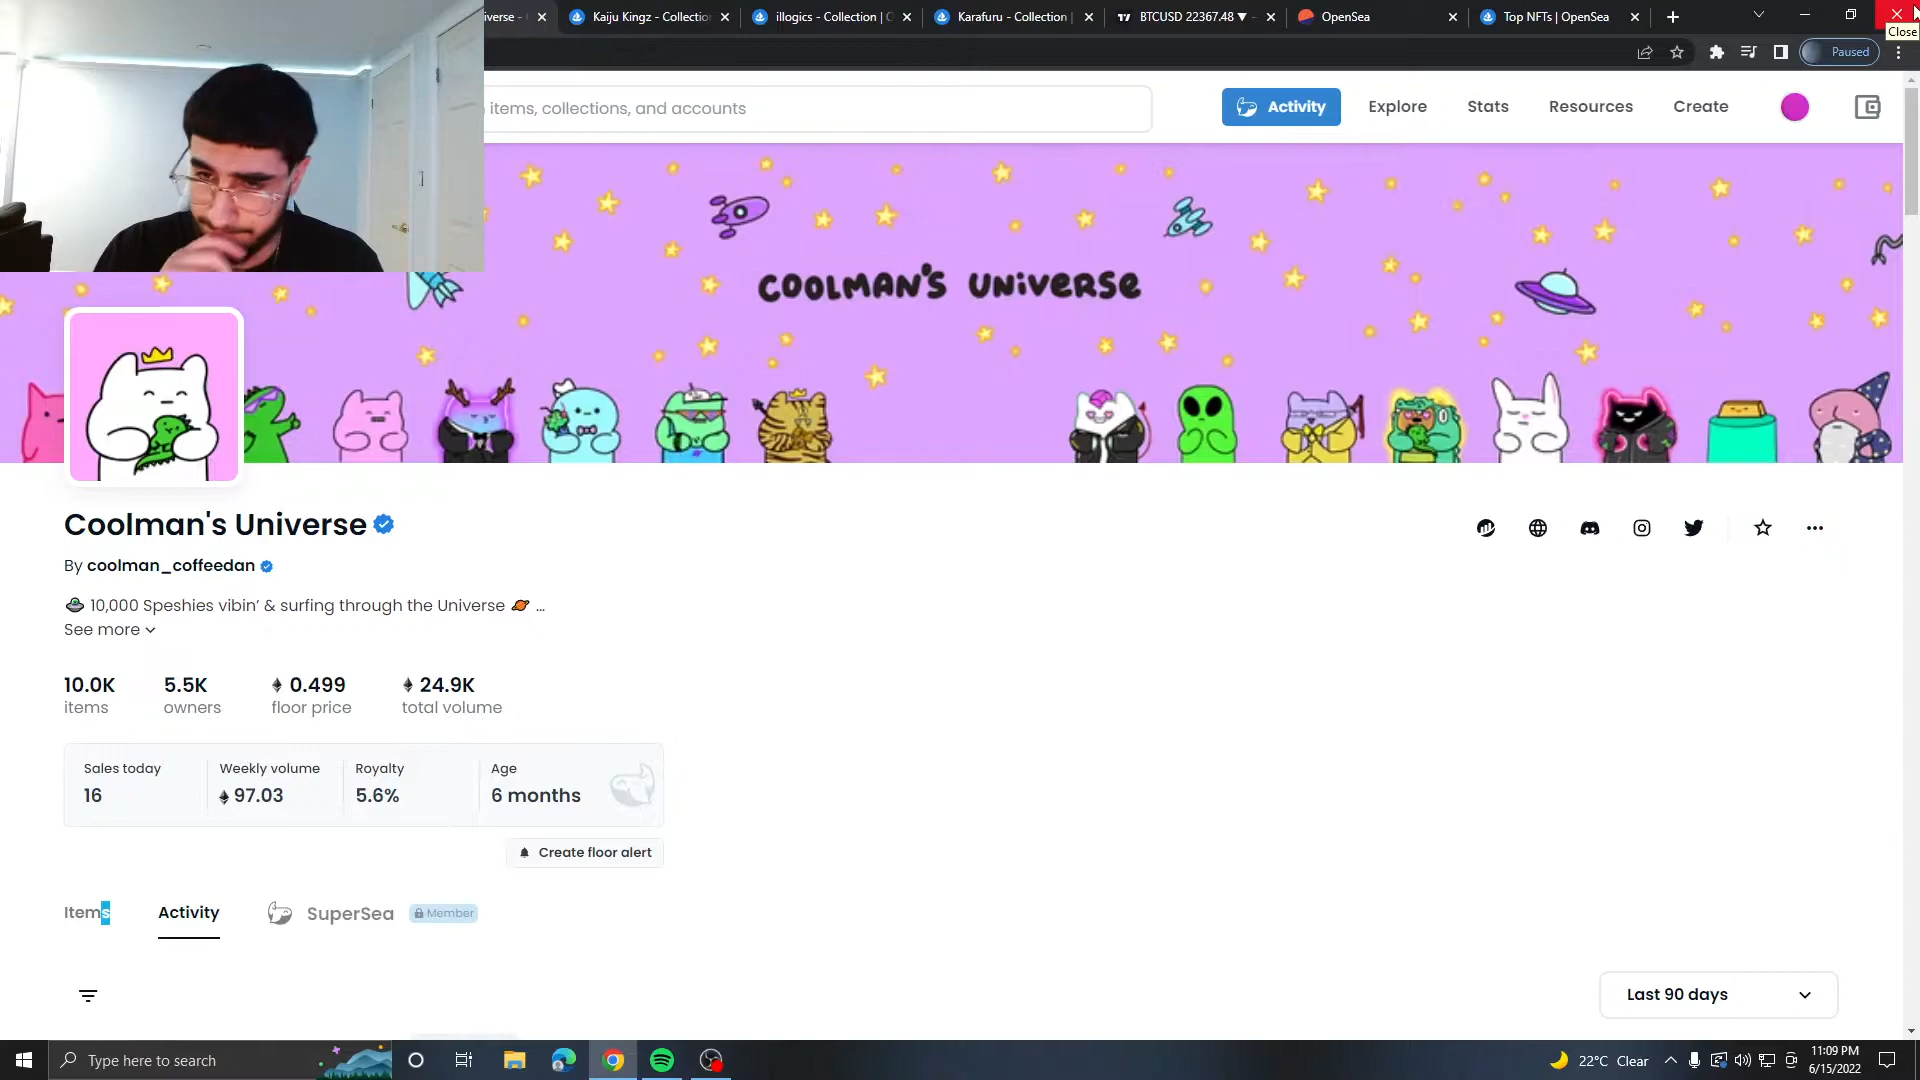 iverse -
Kaiju Kingz - Collectio
illogics - Collection | O
Karafuru - Collection |
BTCUSD 22367.48 ▼ -
OpenSea
Top NFTs | OpenSea
Close
Paused
items, collections, and accounts
Activity
Explore
Stats
Resources
Create
COOLMAN'S UNIVERSE
Coolman's Universe
By coolman_coffeedan
🛸 10,000 Speshies vibin’ & surfing through the Universe 🪐 ...
See more
10.0K
5.5K
0.499
24.9K
items
owners
floor price
total volume
Sales today
Weekly volume
Royalty
Age
16
97.03
5.6%
6 months
Create floor alert
Items
Activity
SuperSea
Member
Last 90 days
Type here to search
22°C Clear
11:09 PM
6/15/2022